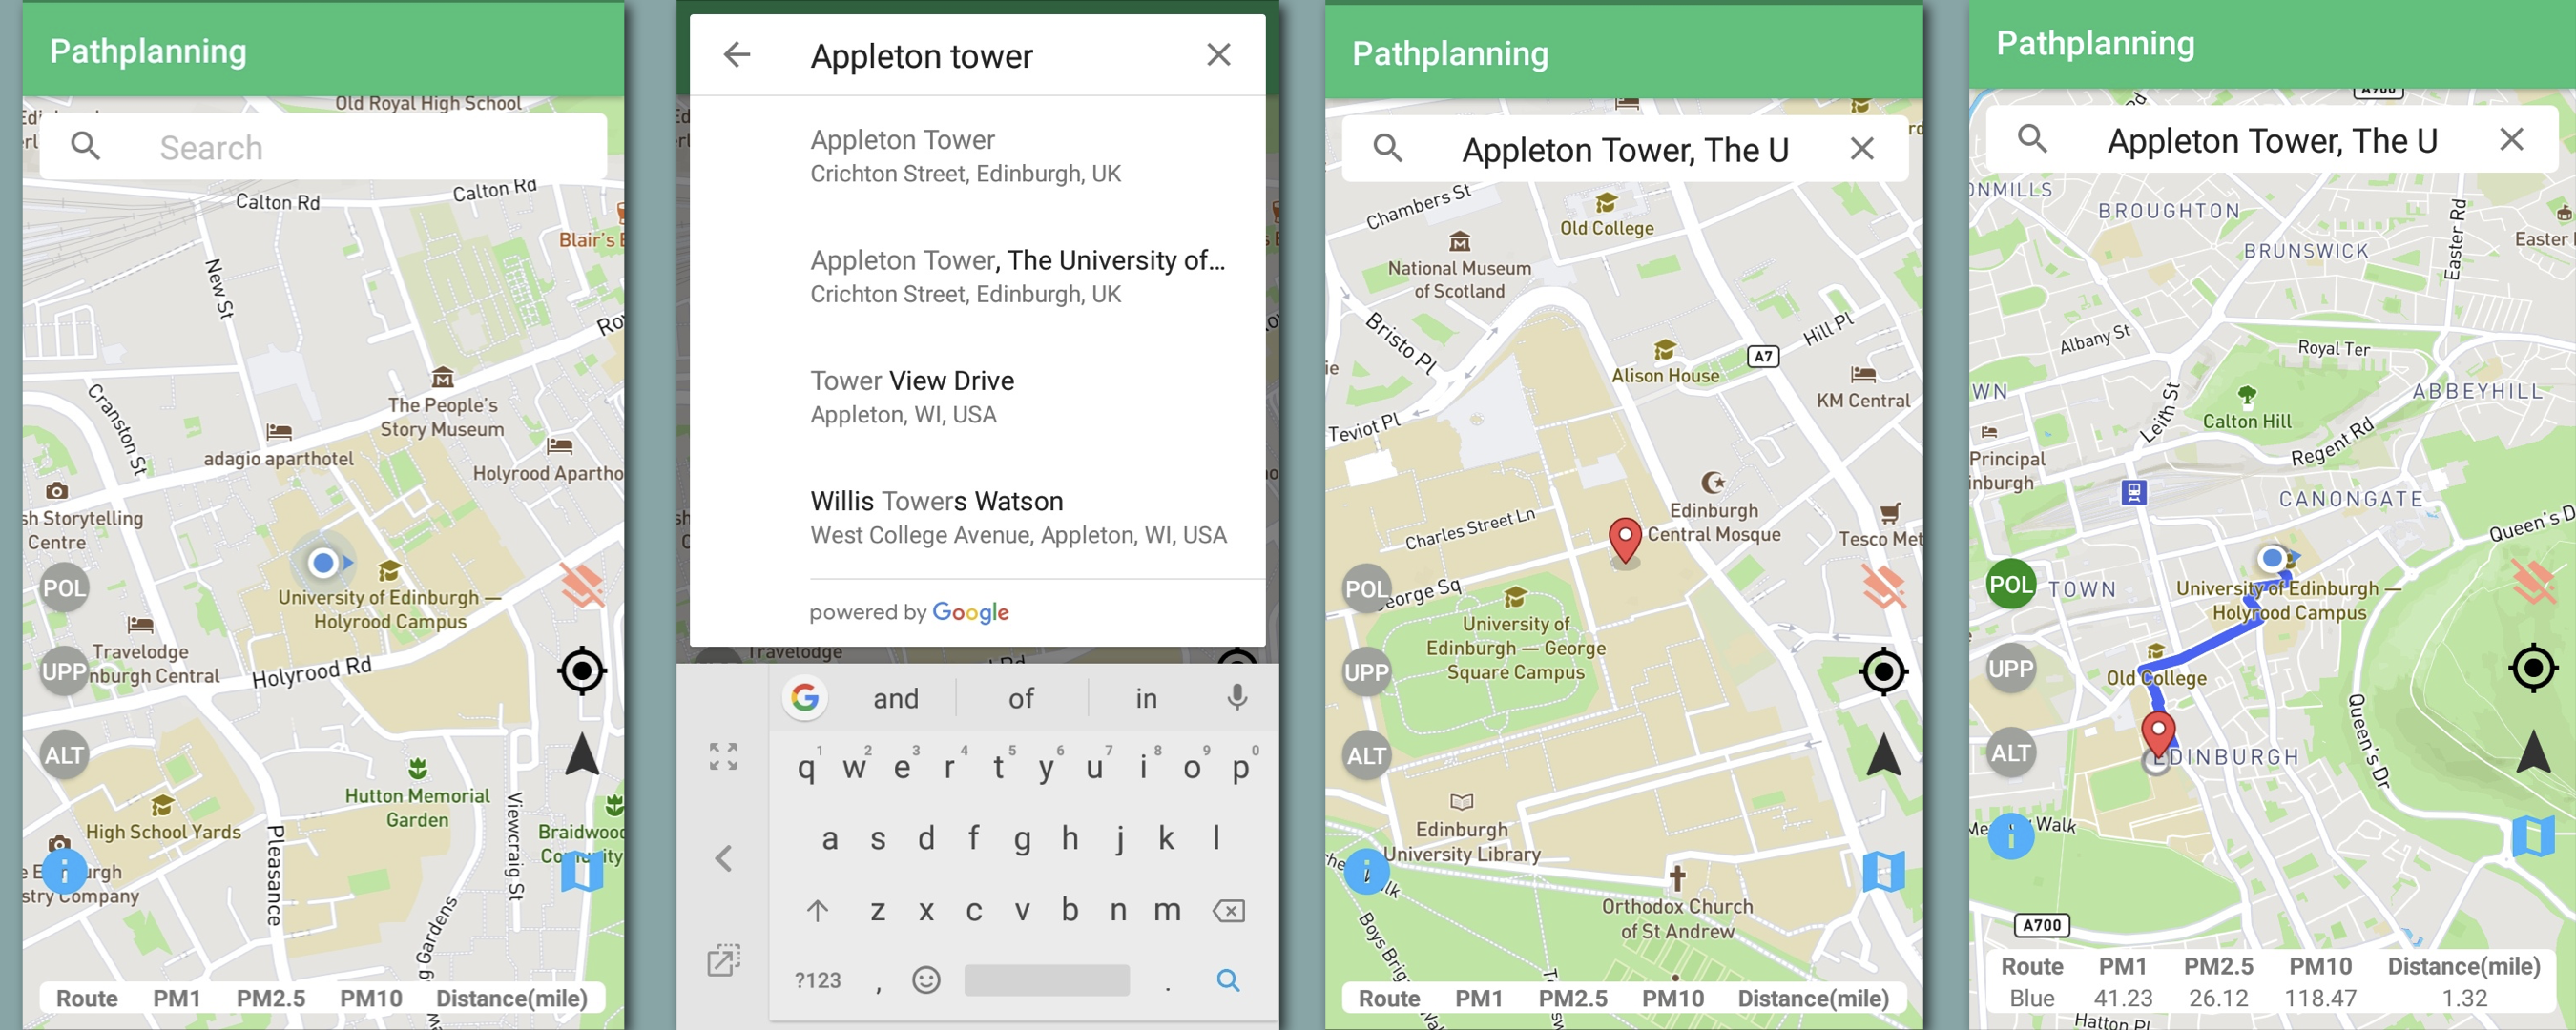 Pathplanning
Old Royal High School
Search
Calton Rd
Calton Rd
Blair's
New St
Cranston St
The People's
Story Museum
adagio aparthotel
Holyrood Apartho
sh Storytelling
Centre
POL
University of Edinburgh —
Holyrood Campus
Travelodge
UPP
nburgh Central
Holyrood Rd
ALT
Hutton Memorial
Garden
High School Yards
Pleasance
Viewcraig St
Braidwood
i
stry Company
Gardens
Route PM1 PM2.5 PM10 Distance(mile)
Appleton tower
Appleton Tower
Crichton Street, Edinburgh, UK
Appleton Tower, The University of...
Crichton Street, Edinburgh, UK
Tower View Drive
Appleton, WI, USA
Willis Towers Watson
West College Avenue, Appleton, WI, USA
powered by Google
Travelodge
G and of in
1 2 3 4 5 6 7 8 9 0
q w e r t y u i o p
a s d f g h j k l
z x c v b n m
?123 , .
Pathplanning
Appleton Tower, The U
Chambers St
Old College
National Museum
of Scotland
Bristo Pl
Hill Pl
A7
Alison House
KM Central
Teviot Pl
Edinburgh
Central Mosque
Charles Street Ln
Tesco Met
POL
eorge Sq
University of
Edinburgh — George
Square Campus
UPP
ALT
Edinburgh
University Library
i
Orthodox Church
of St Andrew
Boys Brig
Route PM1 PM2.5 PM10 Distance(mile)
Pathplanning
A900
Appleton Tower, The U
ONMILLS
BROUGHTON
Easter Rd
BRUNSWICK
Easter
Albany St
Royal Ter
WN
ABBEYHILL
Leith St
Calton Hill
Regent Rd
Principal
inburgh
CANONGATE
Queen's D
POL
TOWN
University of Edinburgh —
Holyrood Campus
UPP
Old College
Queen's Dr
ALT
EDINBURGH
Walk
i
A700
Route PM1 PM2.5 PM10 Distance(mile)
Blue 41.23 26.12 118.47 1.32
Hatton Pl